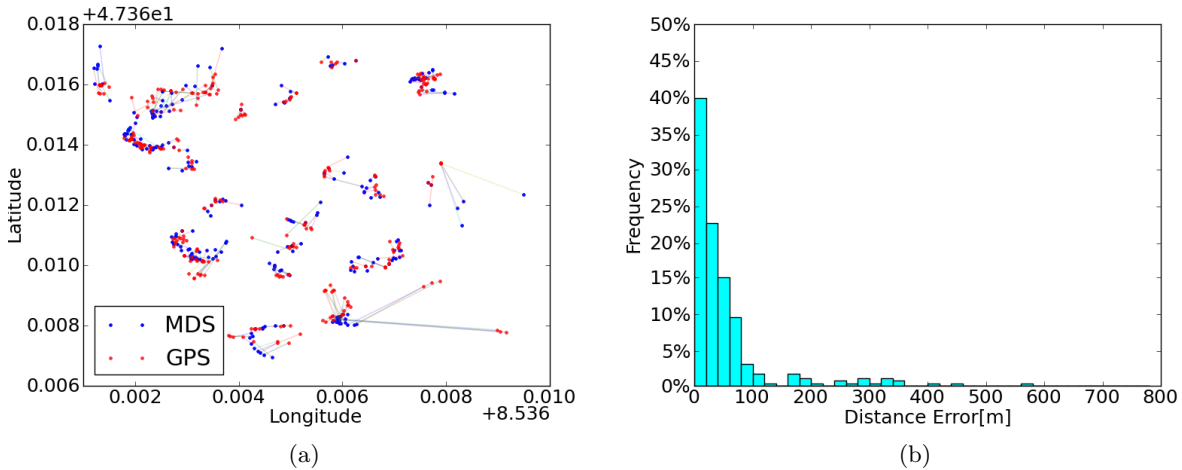 +4.736e1
0.018
0.016
0.014
0.012
0.010
0.008
0.006
Latitude
MDS
GPS
0.002 0.004 0.006 0.008 0.010
Longitude
+8.536
(a)
50%
45%
40%
35%
30%
25%
20%
15%
10%
5%
0%
Frequency
0 100 200 300 400 500 600 700 800
Distance Error[m]
(b)